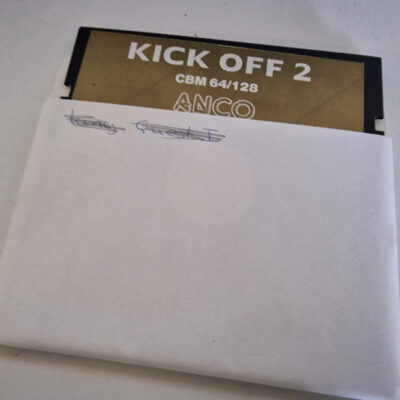 KICK OFF 2
CBM 64/128
ANCO